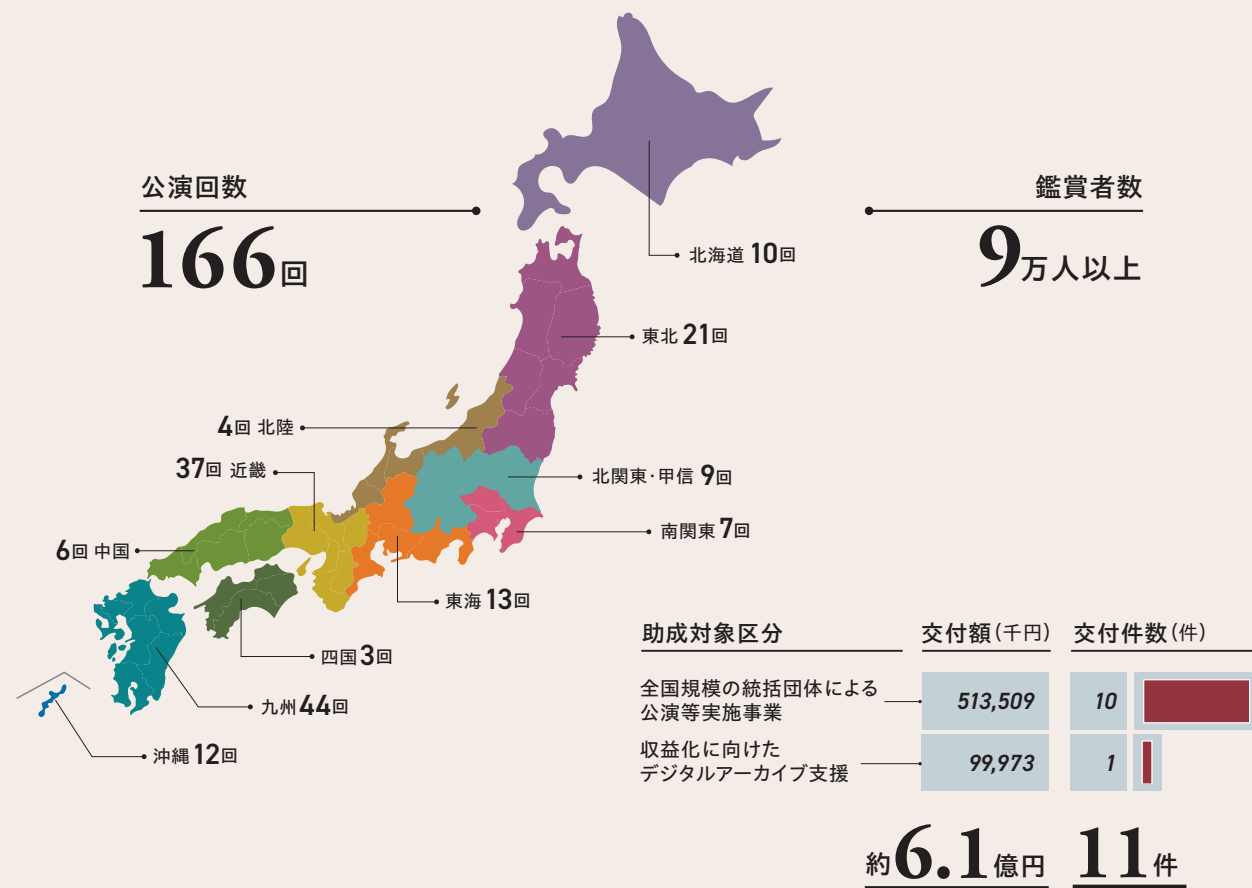 公演回数
166回
鑑賞者数
9万人以上
北海道 10回
東北 21回
4回 北陸
37回 近畿
北関東・甲信 9回
南関東 7回
6回 中国
東海 13回
四国 3回
九州 44回
沖縄 12回
助成対象区分 交付額(千円) 交付件数(件)
全国規模の統括団体による
公演等実施事業
513,509 10
収益化に向けた
デジタルアーカイブ支援
99,973 1
約6.1億円 11件